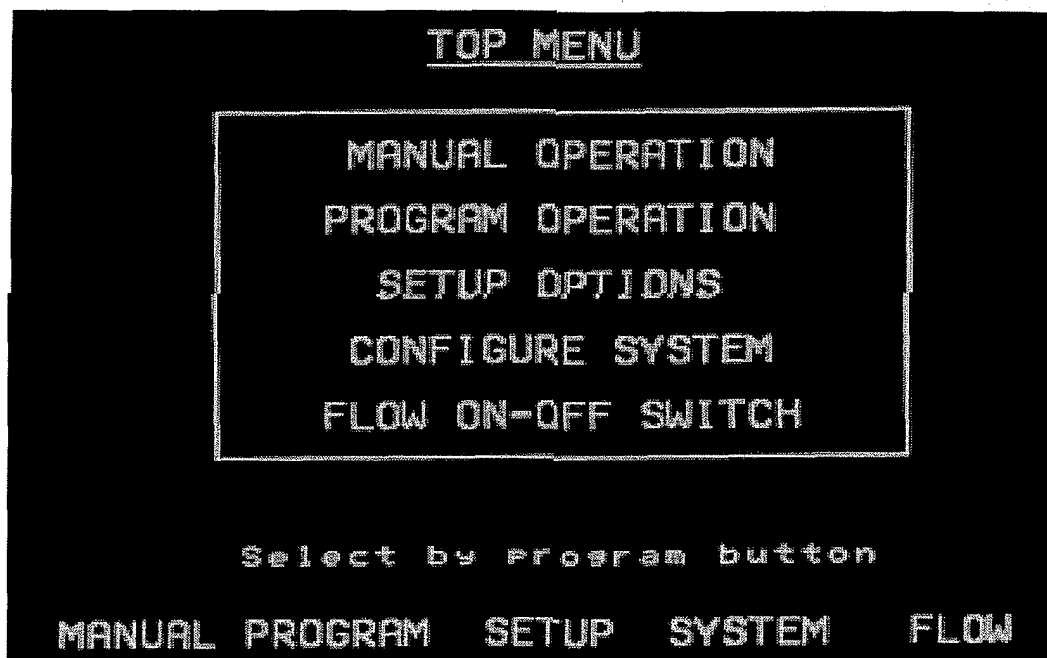 TOP MENU
MANUAL OPERATION
PROGRAM OPERATION
SETUP OPTIONS
CONFIGURE SYSTEM
FLOW ON-OFF SWITCH
Select by Program button
MANUAL PROGRAM SETUP SYSTEM FLOW